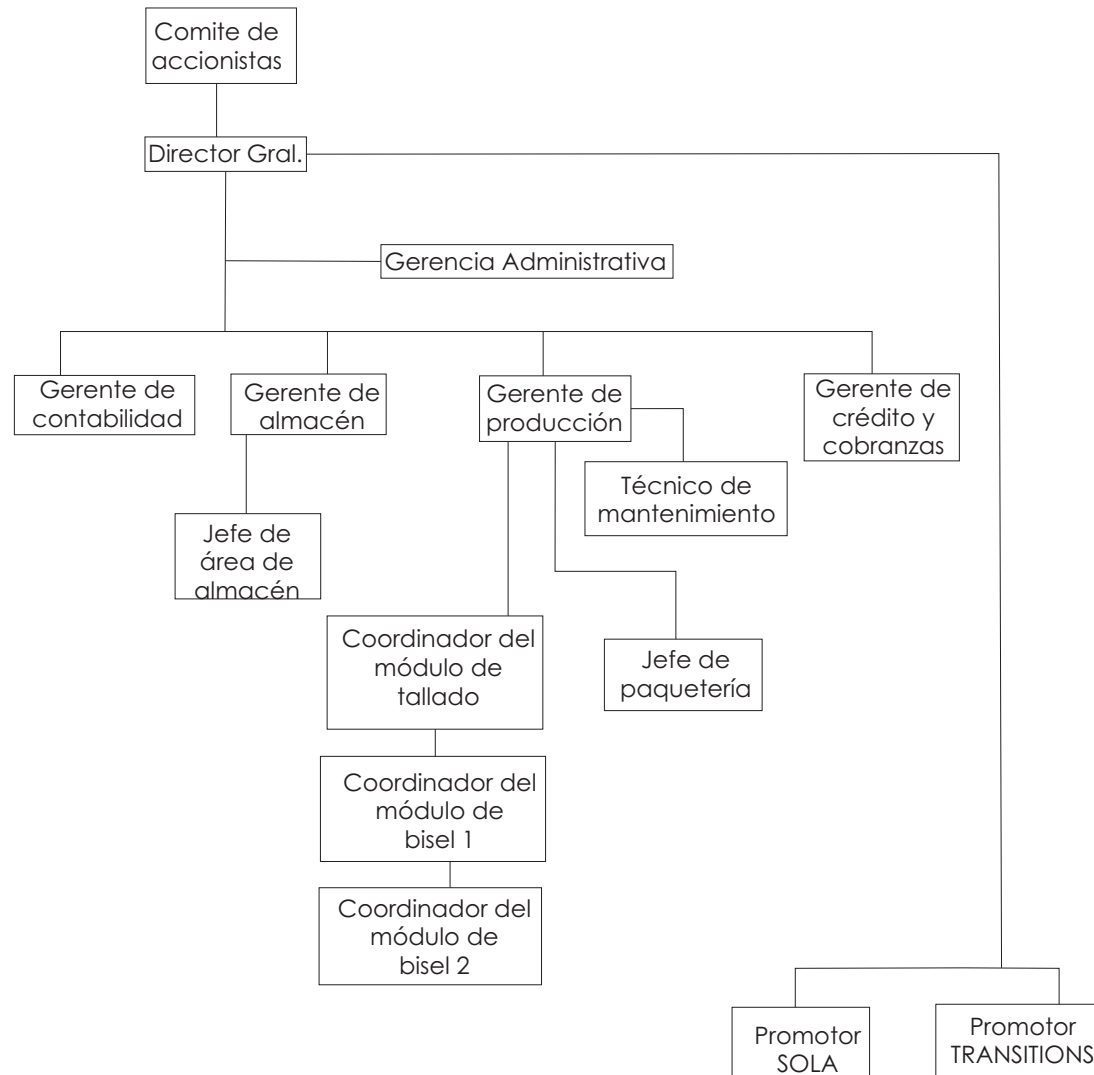 Comite de
accionistas
Director Gral.
Gerencia Administrativa
Gerente de
contabilidad
Gerente de
almacén
Gerente de
producción
Gerente de
crédito y
cobranzas
Técnico de
mantenimiento
Jefe de
área de
almacén
Coordinador del
módulo de
tallado
Jefe de
paquetería
Coordinador del
módulo de
bisel 1
Coordinador del
módulo de
bisel 2
Promotor
SOLA
Promotor
TRANSITIONS